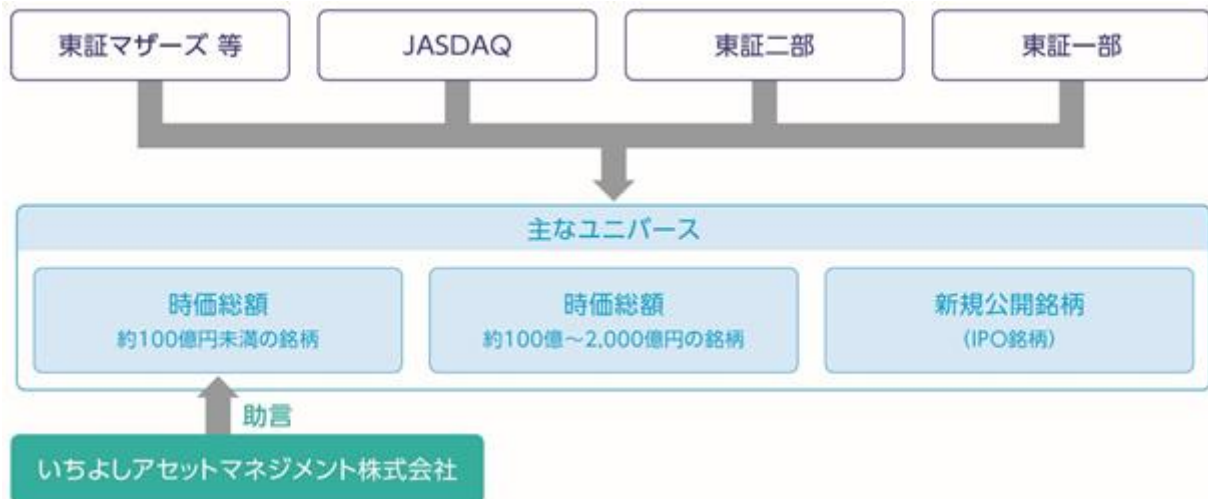 東証マザーズ 等
JASDAQ
東証二部
東証一部
主なユニバース
時価総額
約100億円未満の銘柄
時価総額
約100億～2,000億円の銘柄
新規公開銘柄
(IPO銘柄)
助言
いちよしアセットマネジメント株式会社